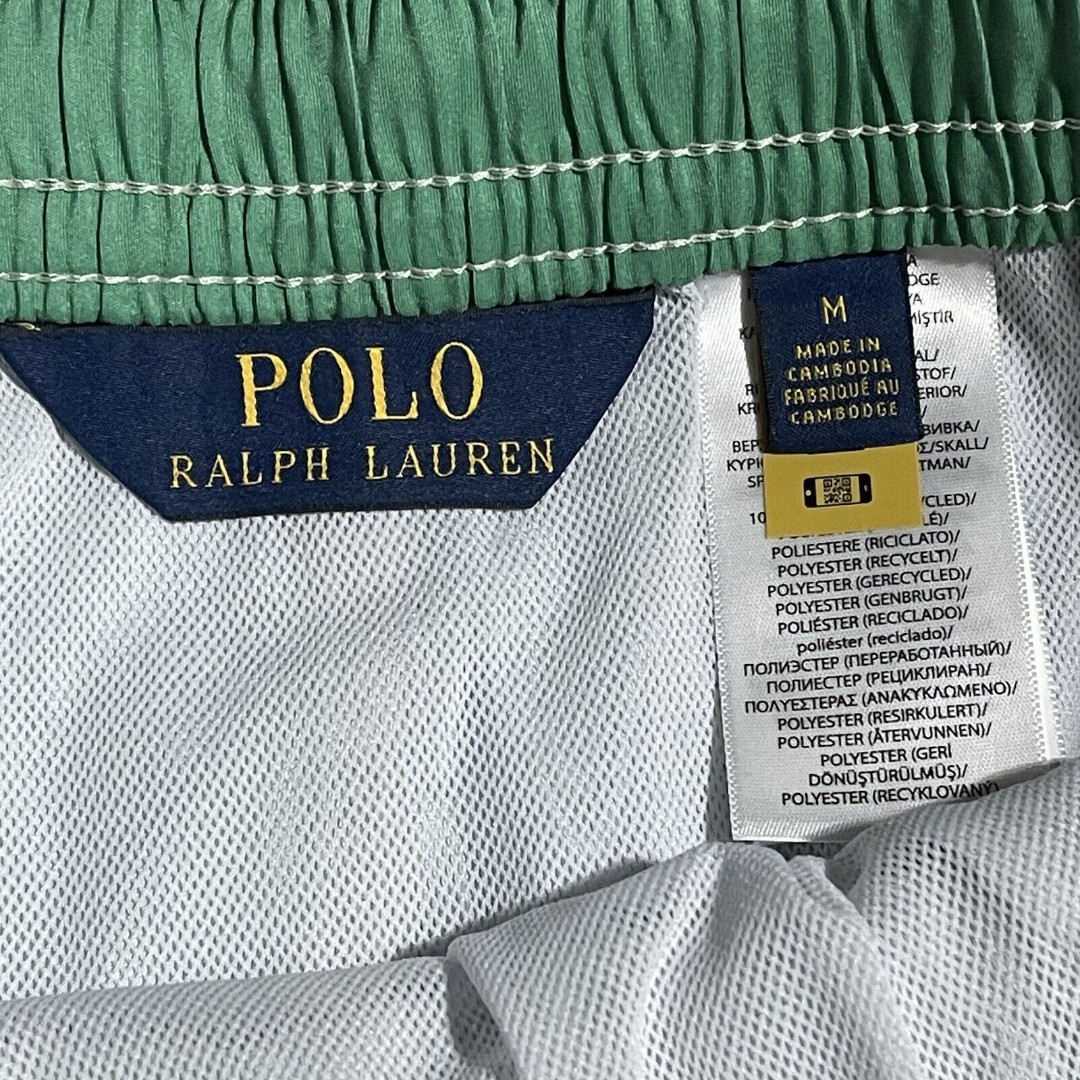 POLO
RALPH LAUREN
M
MADE IN
CAMBODIA
FABRIQUÉ AU
CAMBODGE
POLIESTERE (RICICLATO)/
POLYESTER (RECYCELT)/
POLYESTER (GERECYCLED)/
POLYESTER (GENBRUGT)/
POLIÉSTER (RECICLADO)/
poliéster (reciclado)/
ПОЛИЭСТЕР (ПЕРЕРАБОТАННЫЙ)/
ПОЛИЕСТЕР (РЕЦИКЛИРАН)/
ΠΟΛΥΕΣΤΕΡΑΣ (ΑΝΑΚΥΚΛΩΜΕΝΟ)/
POLYESTER (RESIRKULERT)/
POLYESTER (ÅTERVUNNEN)/
POLYESTER (GERİ
DÖNÜŞTÜRÜLMÜŞ)/
POLYESTER (RECYKLOVANÝ)